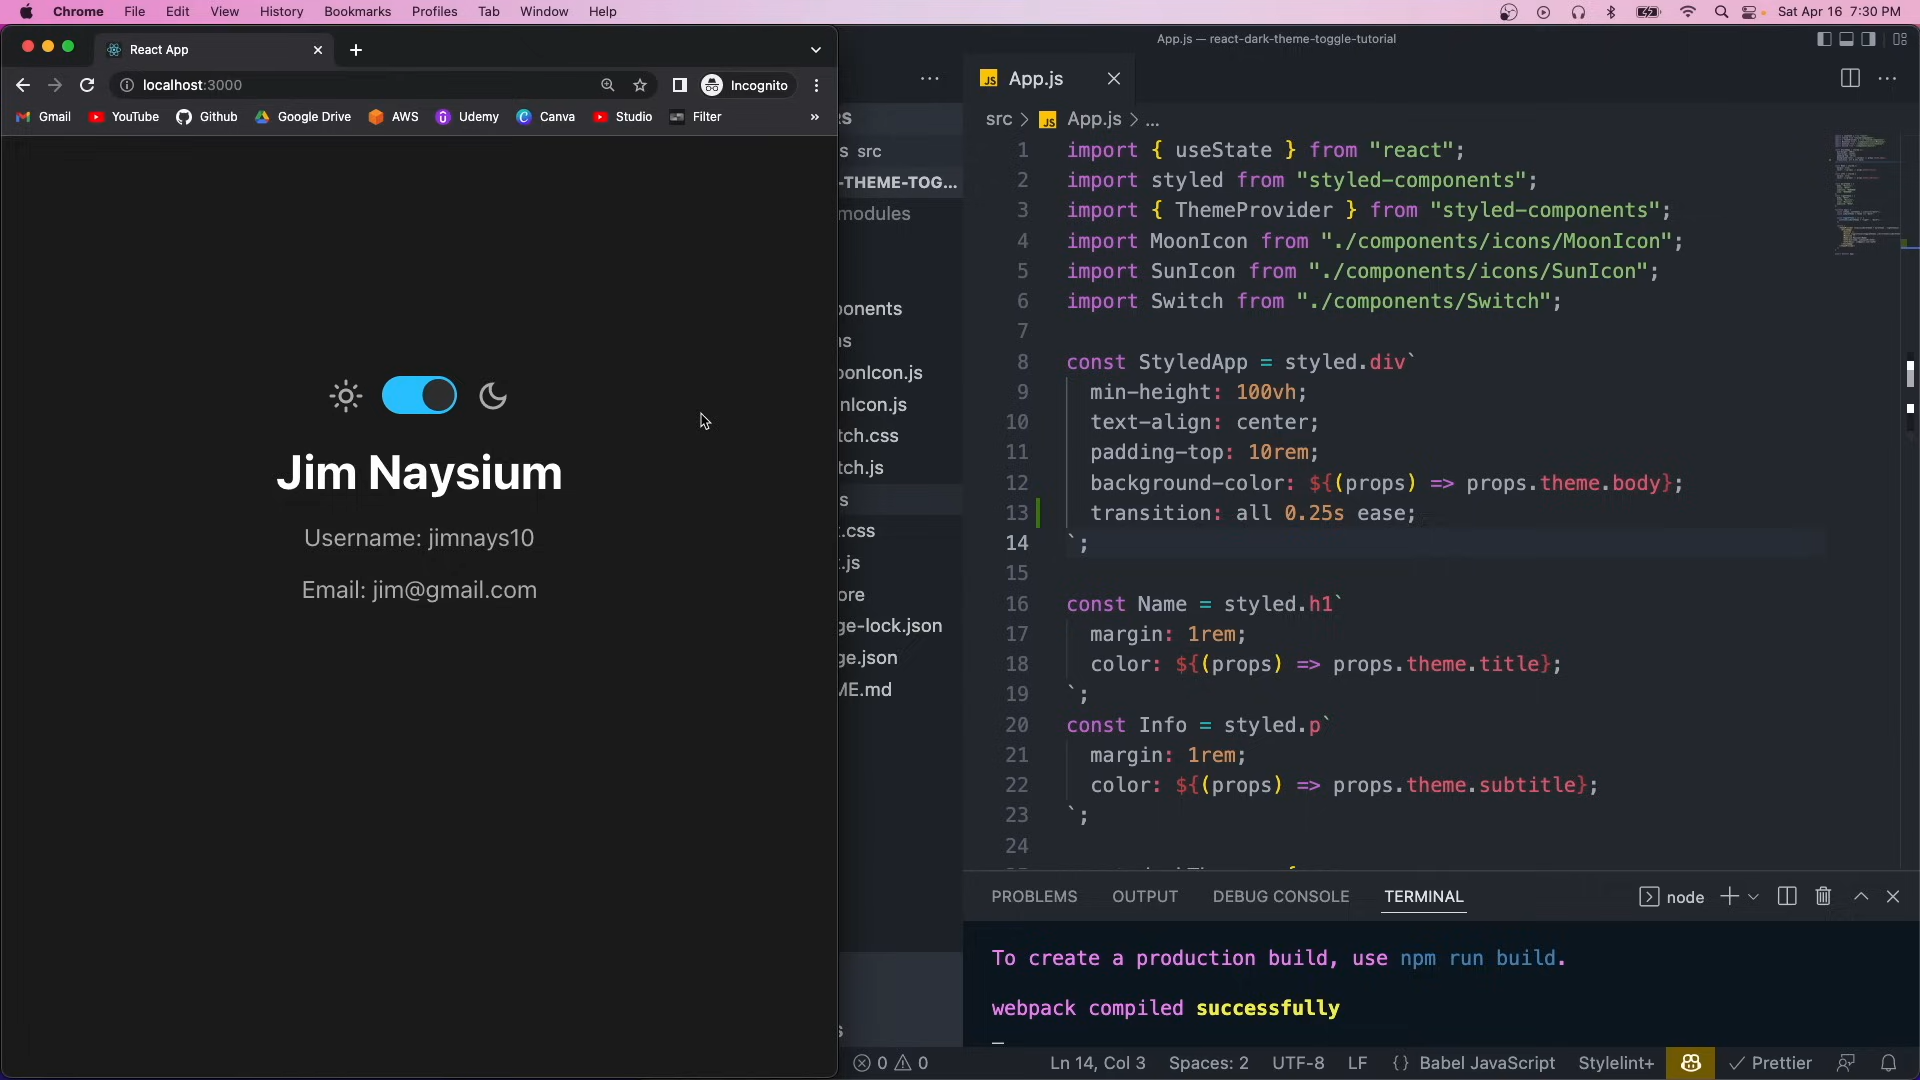 Chrome File Edit View History Bookmarks Profiles Tab Window Help Sat Apr 16 7:30 PM
React App
localhost:3000
Incognito
Gmail YouTube Github Google Drive AWS Udemy Canva Studio Filter »
Jim Naysium
Username: jimnays10
Email: jim@gmail.com
App.js — react-dark-theme-toggle-tutorial
RS
s src
-THEME-TOG...
modules
ponents
ns
oonIcon.js
nIcon.js
tch.css
tch.js
s
.css
.js
ore
ge-lock.json
ge.json
ME.md
JS App.js
src > JS App.js > ...
1 import { useState } from "react";
2 import styled from "styled-components";
3 import { ThemeProvider } from "styled-components";
4 import MoonIcon from "./components/icons/MoonIcon";
5 import SunIcon from "./components/icons/SunIcon";
6 import Switch from "./components/Switch";
7
8 const StyledApp = styled.div`
9 min-height: 100vh;
10 text-align: center;
11 padding-top: 10rem;
12 background-color: ${(props) => props.theme.body};
13 transition: all 0.25s ease;
14 `;
15
16 const Name = styled.h1`
17 margin: 1rem;
18 color: ${(props) => props.theme.title};
19 `;
20 const Info = styled.p`
21 margin: 1rem;
22 color: ${(props) => props.theme.subtitle};
23 `;
24
PROBLEMS OUTPUT DEBUG CONSOLE TERMINAL node
To create a production build, use npm run build.
webpack compiled successfully
0 0 Ln 14, Col 3 Spaces: 2 UTF-8 LF {} Babel JavaScript Stylelint+ Prettier